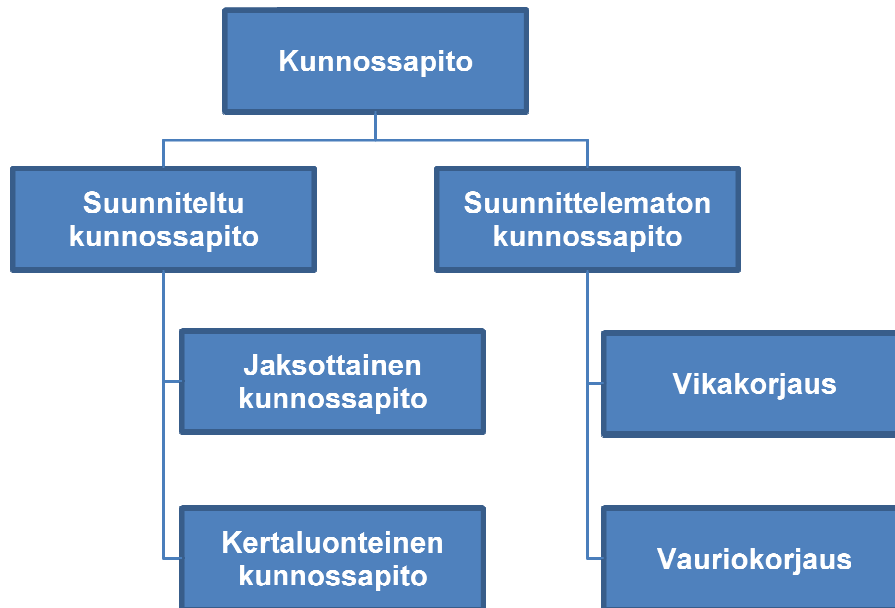 Kunnossapito
Suunniteltu
kunnossapito
Suunnittelematon
kunnossapito
Jaksottainen
kunnossapito
Vikakorjaus
Kertaluonteinen
kunnossapito
Vauriokorjaus